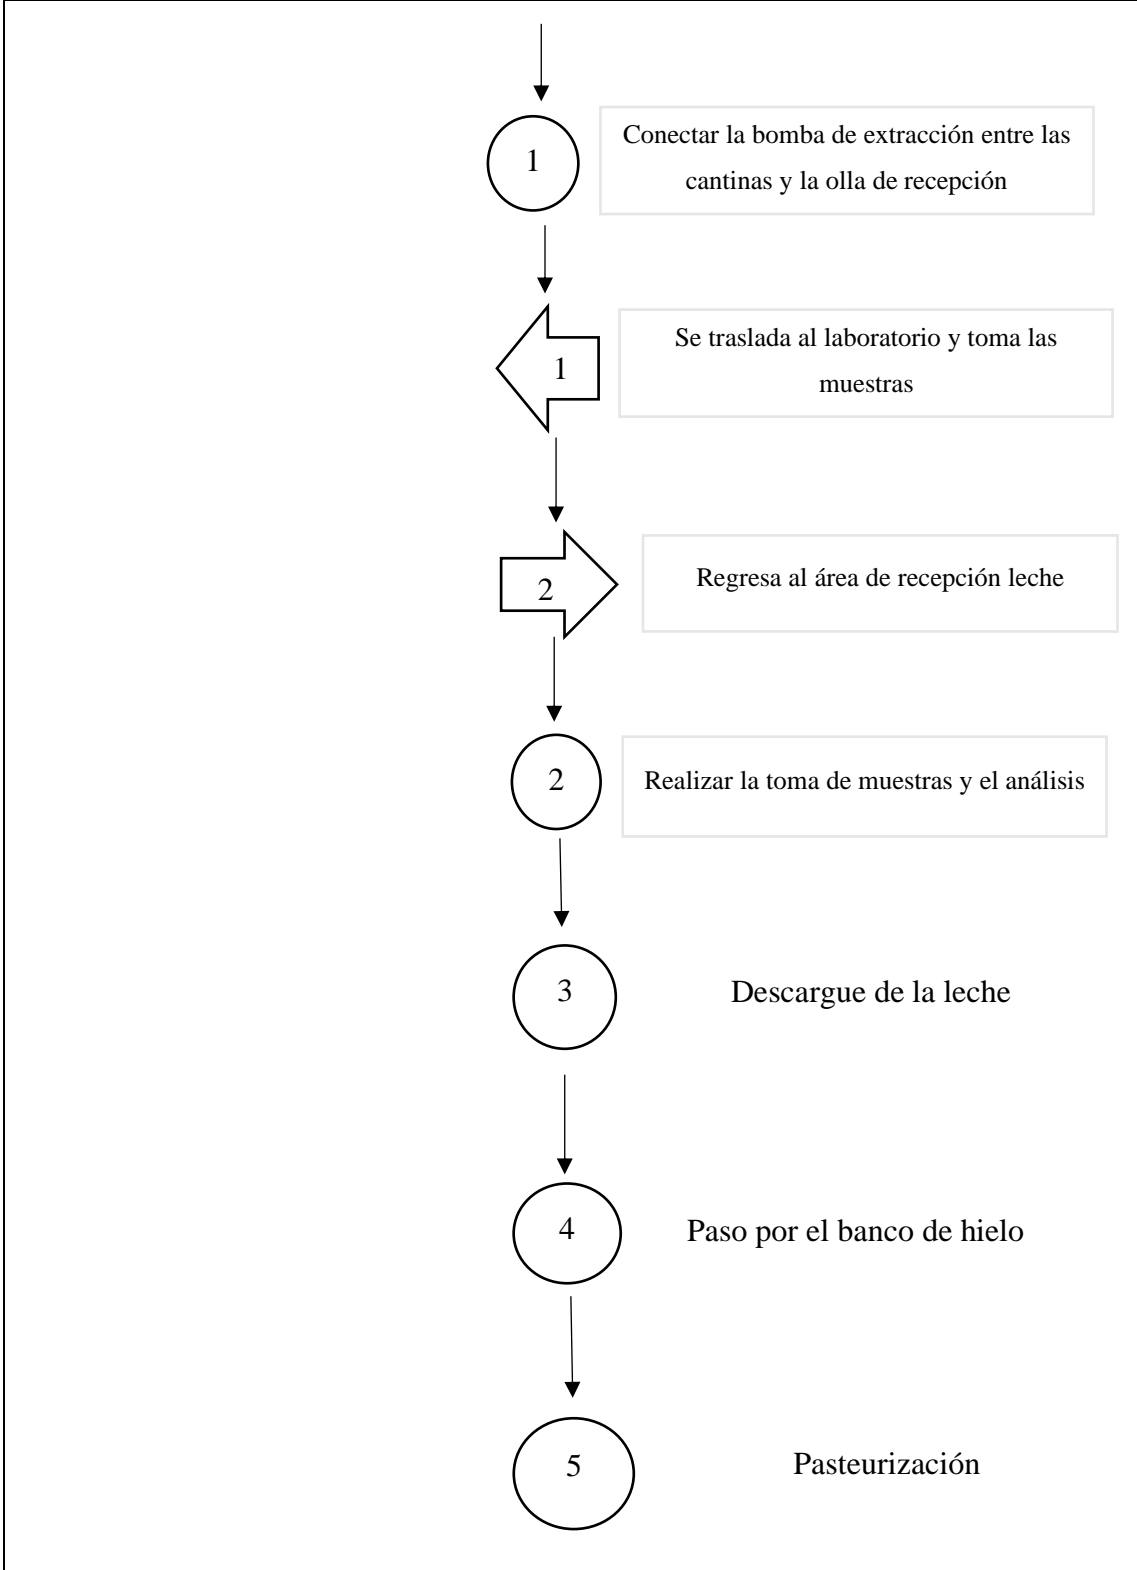 1
Conectar la bomba de extracción entre las
cantinas y la olla de recepción
1
Se traslada al laboratorio y toma las
muestras
2
Regresa al área de recepción leche
2
Realizar la toma de muestras y el análisis
3
Descargue de la leche
4
Paso por el banco de hielo
5
Pasteurización